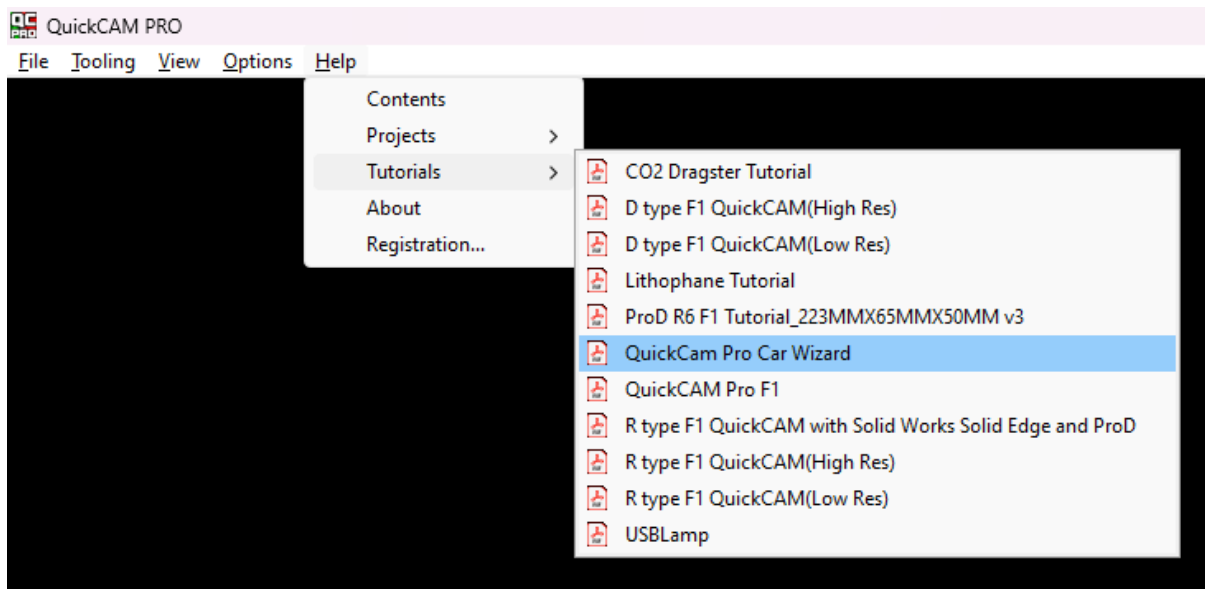 QC PRO QuickCAM PRO
File Tooling View Options Help
Contents
Projects
Tutorials
About
Registration...
CO2 Dragster Tutorial
D type F1 QuickCAM(High Res)
D type F1 QuickCAM(Low Res)
Lithophane Tutorial
ProD R6 F1 Tutorial_223MMX65MMX50MM v3
QuickCam Pro Car Wizard
QuickCAM Pro F1
R type F1 QuickCAM with Solid Works Solid Edge and ProD
R type F1 QuickCAM(High Res)
R type F1 QuickCAM(Low Res)
USBLamp